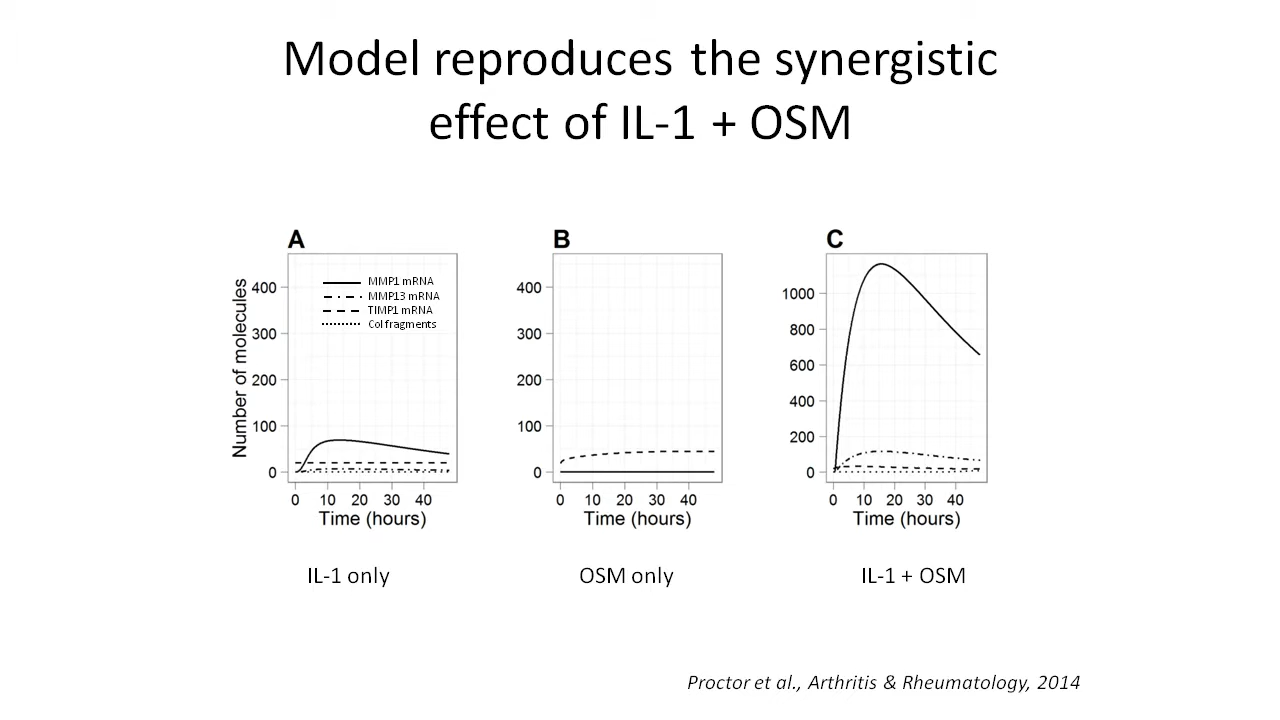 Model reproduces the synergistic
effect of IL-1 + OSM
A
B
C
Number of molecules
400
300
200
100
0
MMP1 mRNA
MMP13 mRNA
TIMP1 mRNA
Col fragments
0 10 20 30 40
Time (hours)
400
300
200
100
0
0 10 20 30 40
Time (hours)
1000
800
600
400
200
0
0 10 20 30 40
Time (hours)
IL-1 only
OSM only
IL-1 + OSM
Proctor et al., Arthritis & Rheumatology, 2014